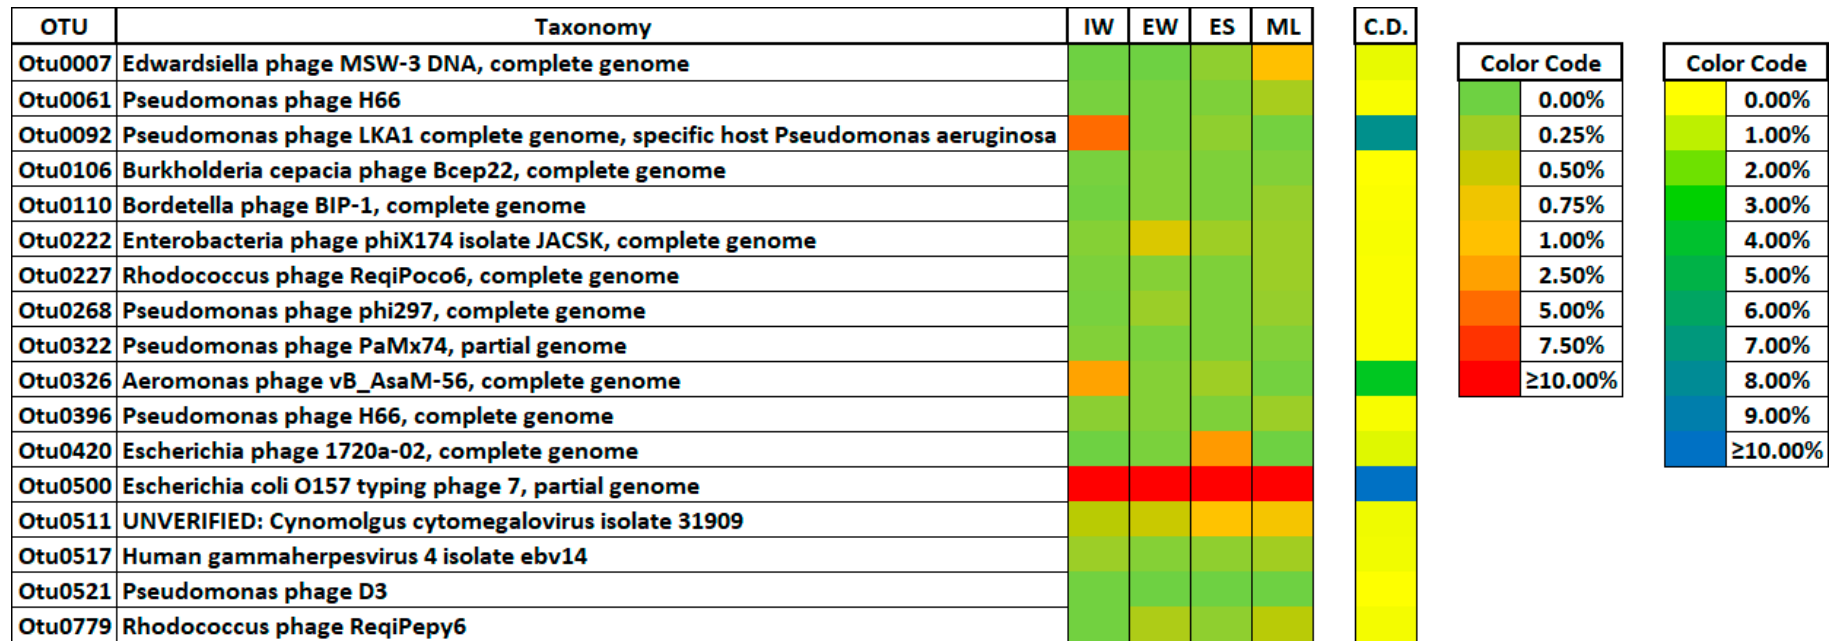 OTU Taxonomy IW EW ES ML C.D.
Otu0007 Edwardsiella phage MSW-3 DNA, complete genome Color Code Color Code
Otu0061 Pseudomonas phage H66 0.00% 0.00%
Otu0092 Pseudomonas phage LKA1 complete genome, specific host Pseudomonas aeruginosa 0.25% 1.00%
Otu0106 Burkholderia cepacia phage Bcep22, complete genome 0.50% 2.00%
Otu0110 Bordetella phage BIP-1, complete genome 0.75% 3.00%
Otu0222 Enterobacteria phage phiX174 isolate JACSK, complete genome 1.00% 4.00%
Otu0227 Rhodococcus phage ReqiPoco6, complete genome 2.50% 5.00%
Otu0268 Pseudomonas phage phi297, complete genome 5.00% 6.00%
Otu0322 Pseudomonas phage PaMx74, partial genome 7.50% 7.00%
Otu0326 Aeromonas phage vB_AsaM-56, complete genome ≥10.00% 8.00%
Otu0396 Pseudomonas phage H66, complete genome 9.00%
Otu0420 Escherichia phage 1720a-02, complete genome ≥10.00%
Otu0500 Escherichia coli O157 typing phage 7, partial genome
Otu0511 UNVERIFIED: Cynomolgus cytomegalovirus isolate 31909
Otu0517 Human gammaherpesvirus 4 isolate ebv14
Otu0521 Pseudomonas phage D3
Otu0779 Rhodococcus phage ReqiPepy6